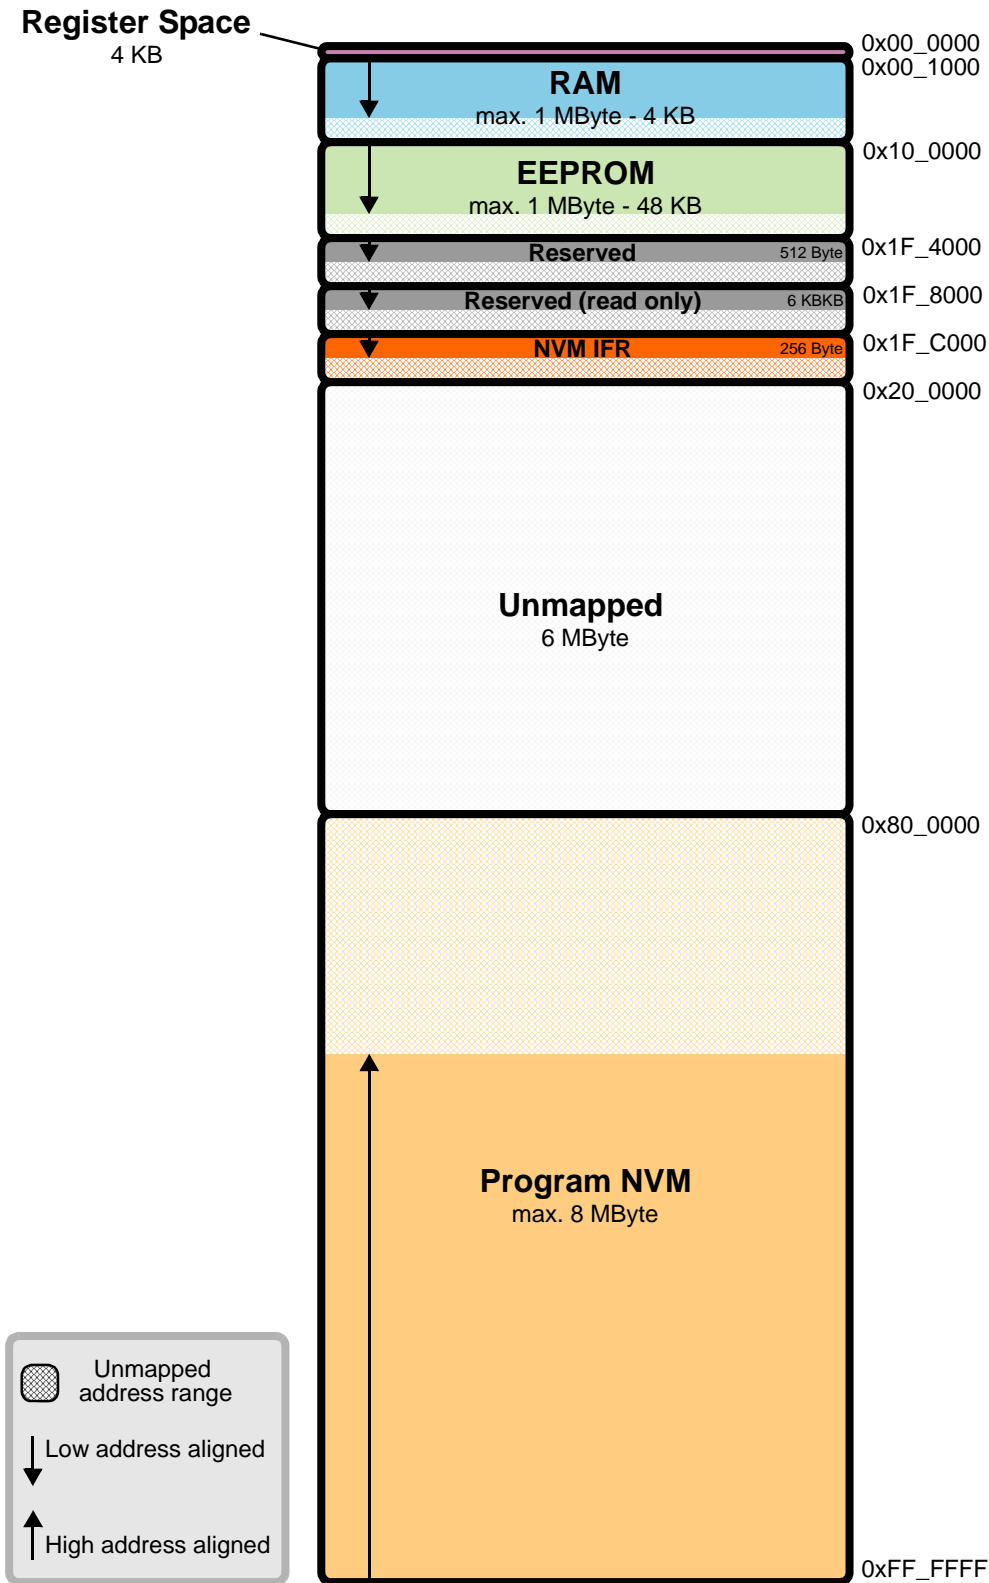 Register Space
4 KB
0x00_0000
0x00_1000
RAM
max. 1 MByte - 4 KB
0x10_0000
EEPROM
max. 1 MByte - 48 KB
0x1F_4000
Reserved
512 Byte
0x1F_8000
Reserved (read only)
6 KBKB
0x1F_C000
NVM IFR
256 Byte
0x20_0000
Unmapped
6 MByte
0x80_0000
Program NVM
max. 8 MByte
Unmapped
address range
Low address aligned
High address aligned
0xFF_FFFF